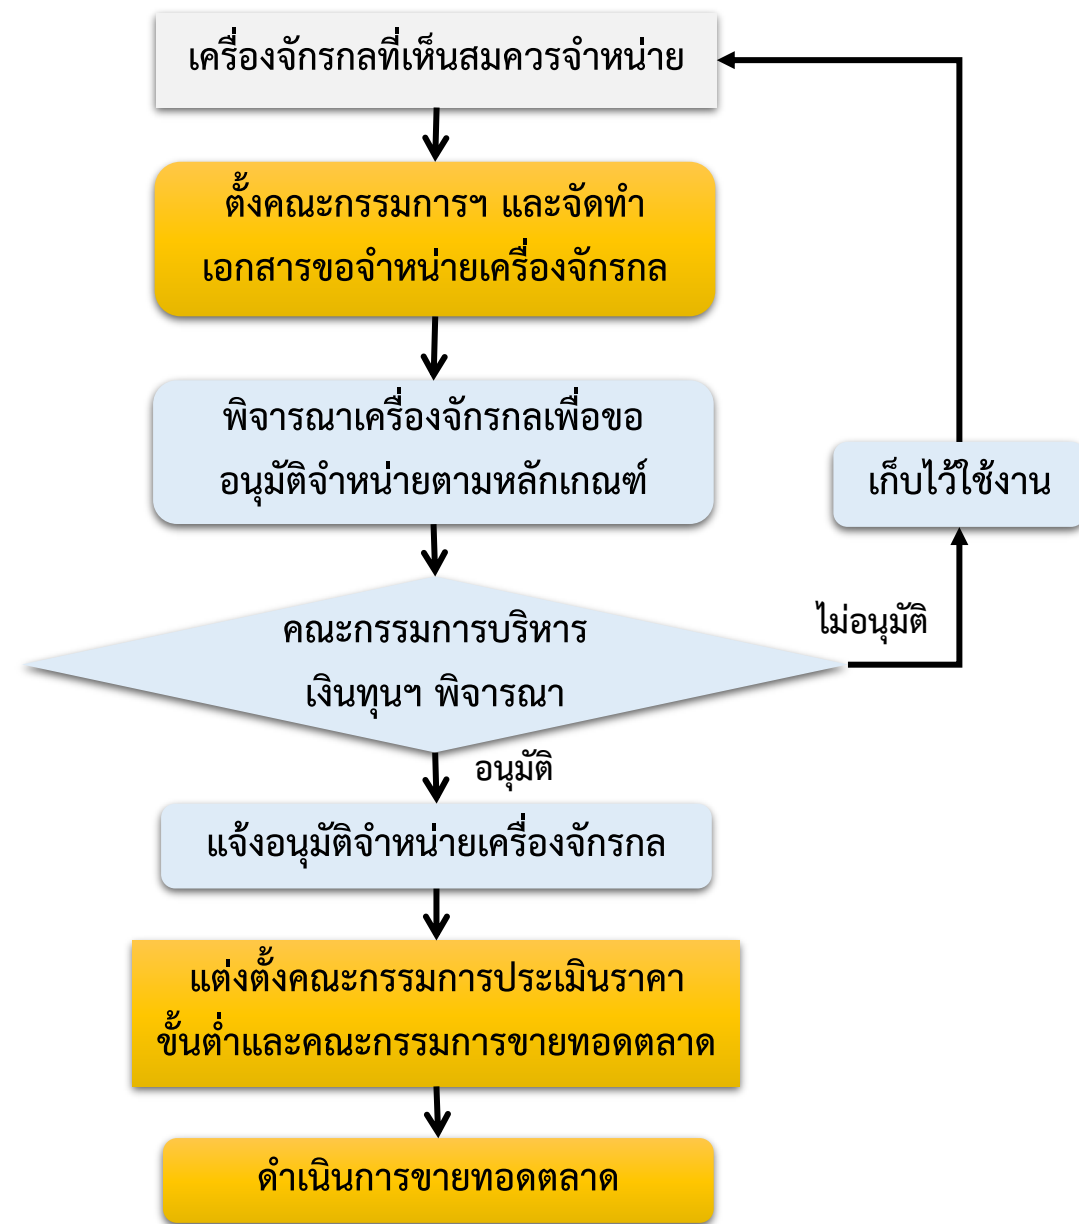 เครื่องจักรกลที่เห็นสมควรจำหน่าย
ตั้งคณะกรรมการฯ และจัดทำ
เอกสารขอจำหน่ายเครื่องจักรกล
พิจารณาเครื่องจักรกลเพื่อขอ
อนุมัติจำหน่ายตามหลักเกณฑ์
เก็บไว้ใช้งาน
ไม่อนุมัติ
คณะกรรมการบริหาร
เงินทุนฯ พิจารณา
อนุมัติ
แจ้งอนุมัติจำหน่ายเครื่องจักรกล
แต่งตั้งคณะกรรมการประเมินราคา
ขั้นต่ำและคณะกรรมการขายทอดตลาด
ดำเนินการขายทอดตลาด